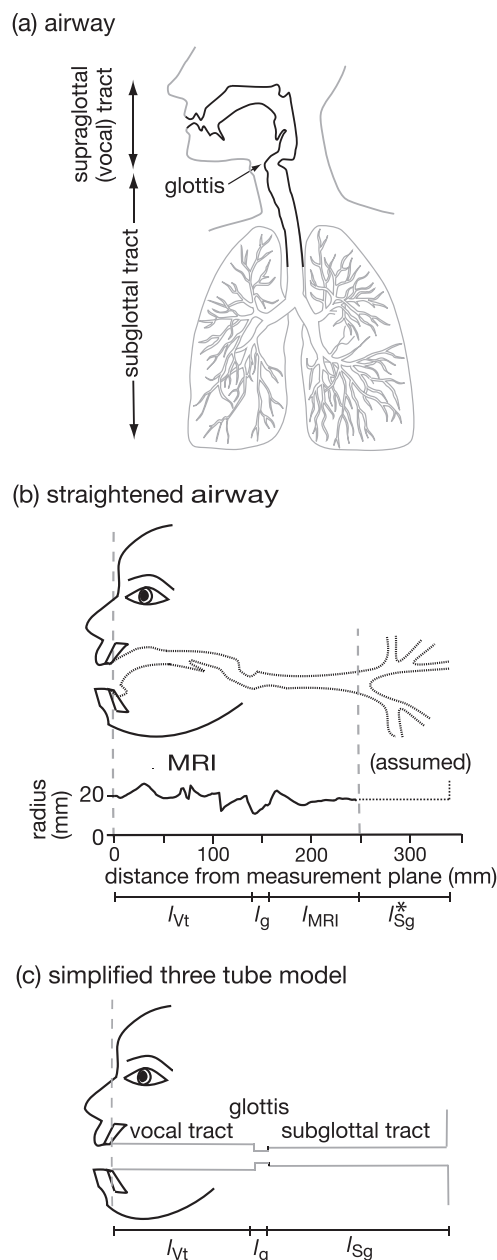 (a) airway
supraglottal
(vocal) tract
glottis
subglottal tract
(b) straightened airway
MRI
(assumed)
radius
(mm)
20
0
0 100 200 300
distance from measurement plane (mm)
lVt lg lMRI l*Sg
(c) simplified three tube model
glottis
vocal tract subglottal tract
lVt lg lSg